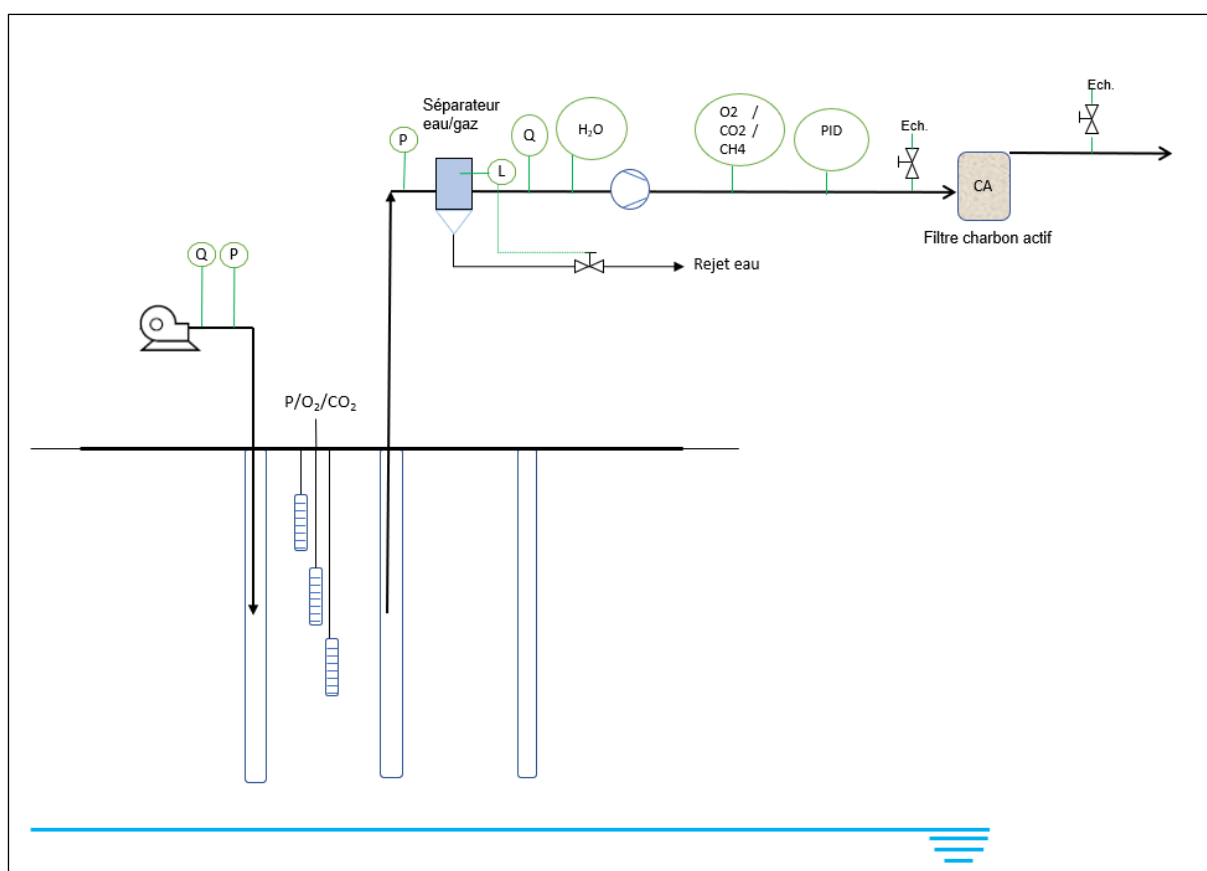 Ech.
Séparateur
eau/gaz
P
L
Q
H₂O
O2 /
CO2 /
CH4
PID
Ech.
CA
Filtre charbon actif
Rejet eau
Q
P
P/O₂/CO₂